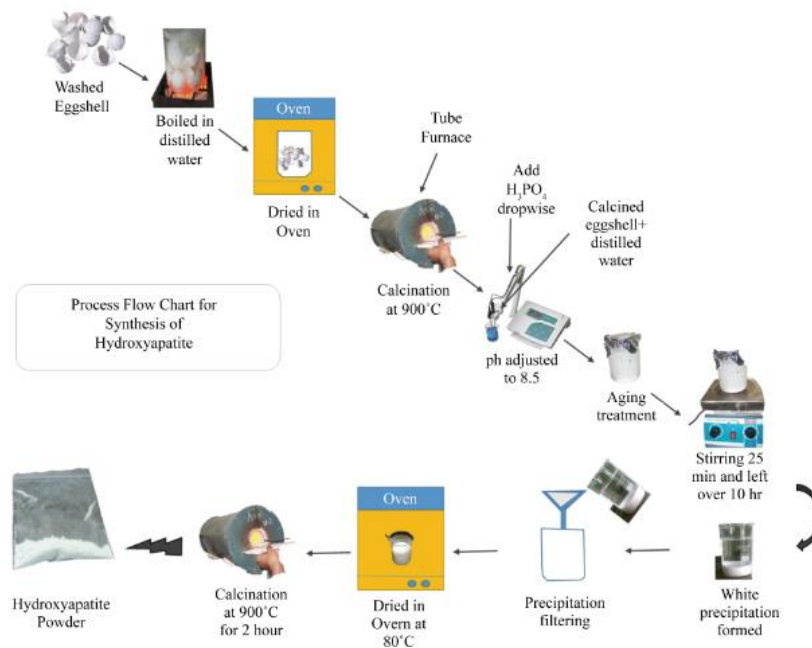 Washed
Eggshell
Boiled in
distilled
water
Oven
Dried in
Oven
Tube
Furnace
Calcination
at 900°C
Add
H₃PO₄
dropwise
Calcined
eggshell+
distilled
water
ph adjusted
to 8.5
Aging
treatment
Stirring 25
min and left
over 10 hr
Process Flow Chart for
Synthesis of
Hydroxyapatite
White
precipitation
formed
Precipitation
filtering
Oven
Dried in
Overn at
80°C
Calcination
at 900°C
for 2 hour
Hydroxyapatite
Powder